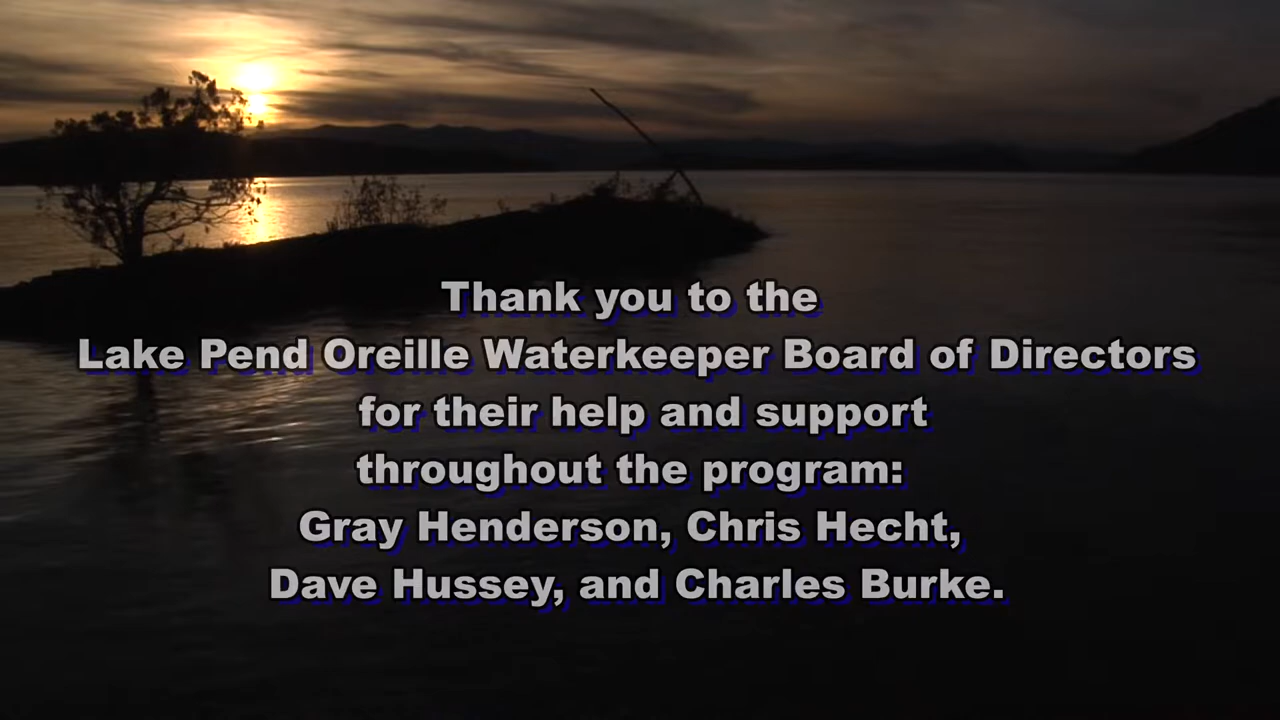 Thank you to the
Lake Pend Oreille Waterkeeper Board of Directors
for their help and support
throughout the program:
Gray Henderson, Chris Hecht,
Dave Hussey, and Charles Burke.